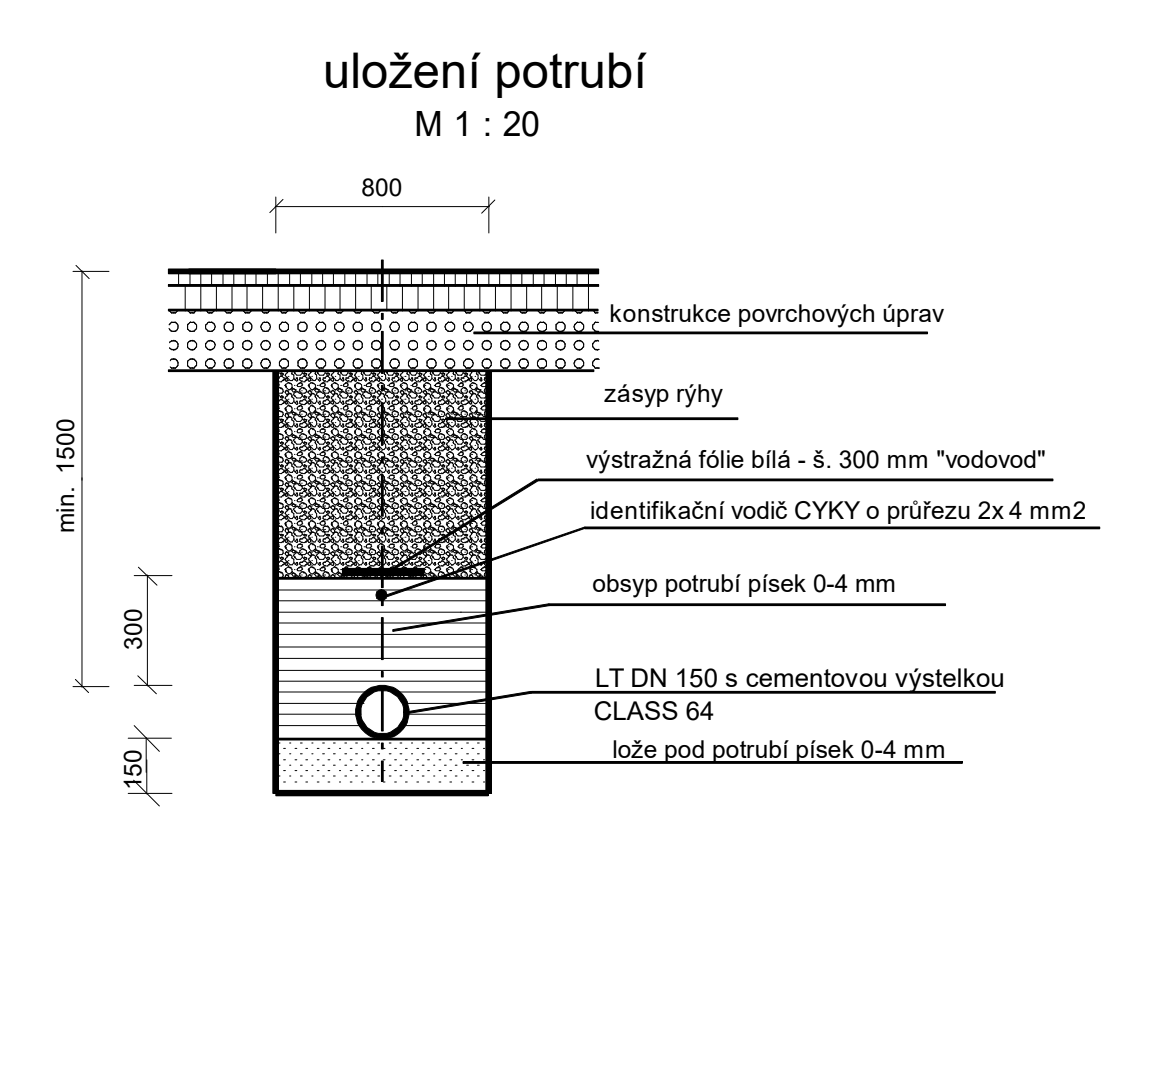 uložení potrubí
M 1 : 20
800
konstrukce povrchových úprav
zásyp rýhy
min. 1500
výstražná fólie bílá - š. 300 mm "vodovod"
identifikační vodič CYKY o průřezu 2x 4 mm2
obsyp potrubí písek 0-4 mm
300
LT DN 150 s cementovou výstelkou
CLASS 64
lože pod potrubí písek 0-4 mm
150